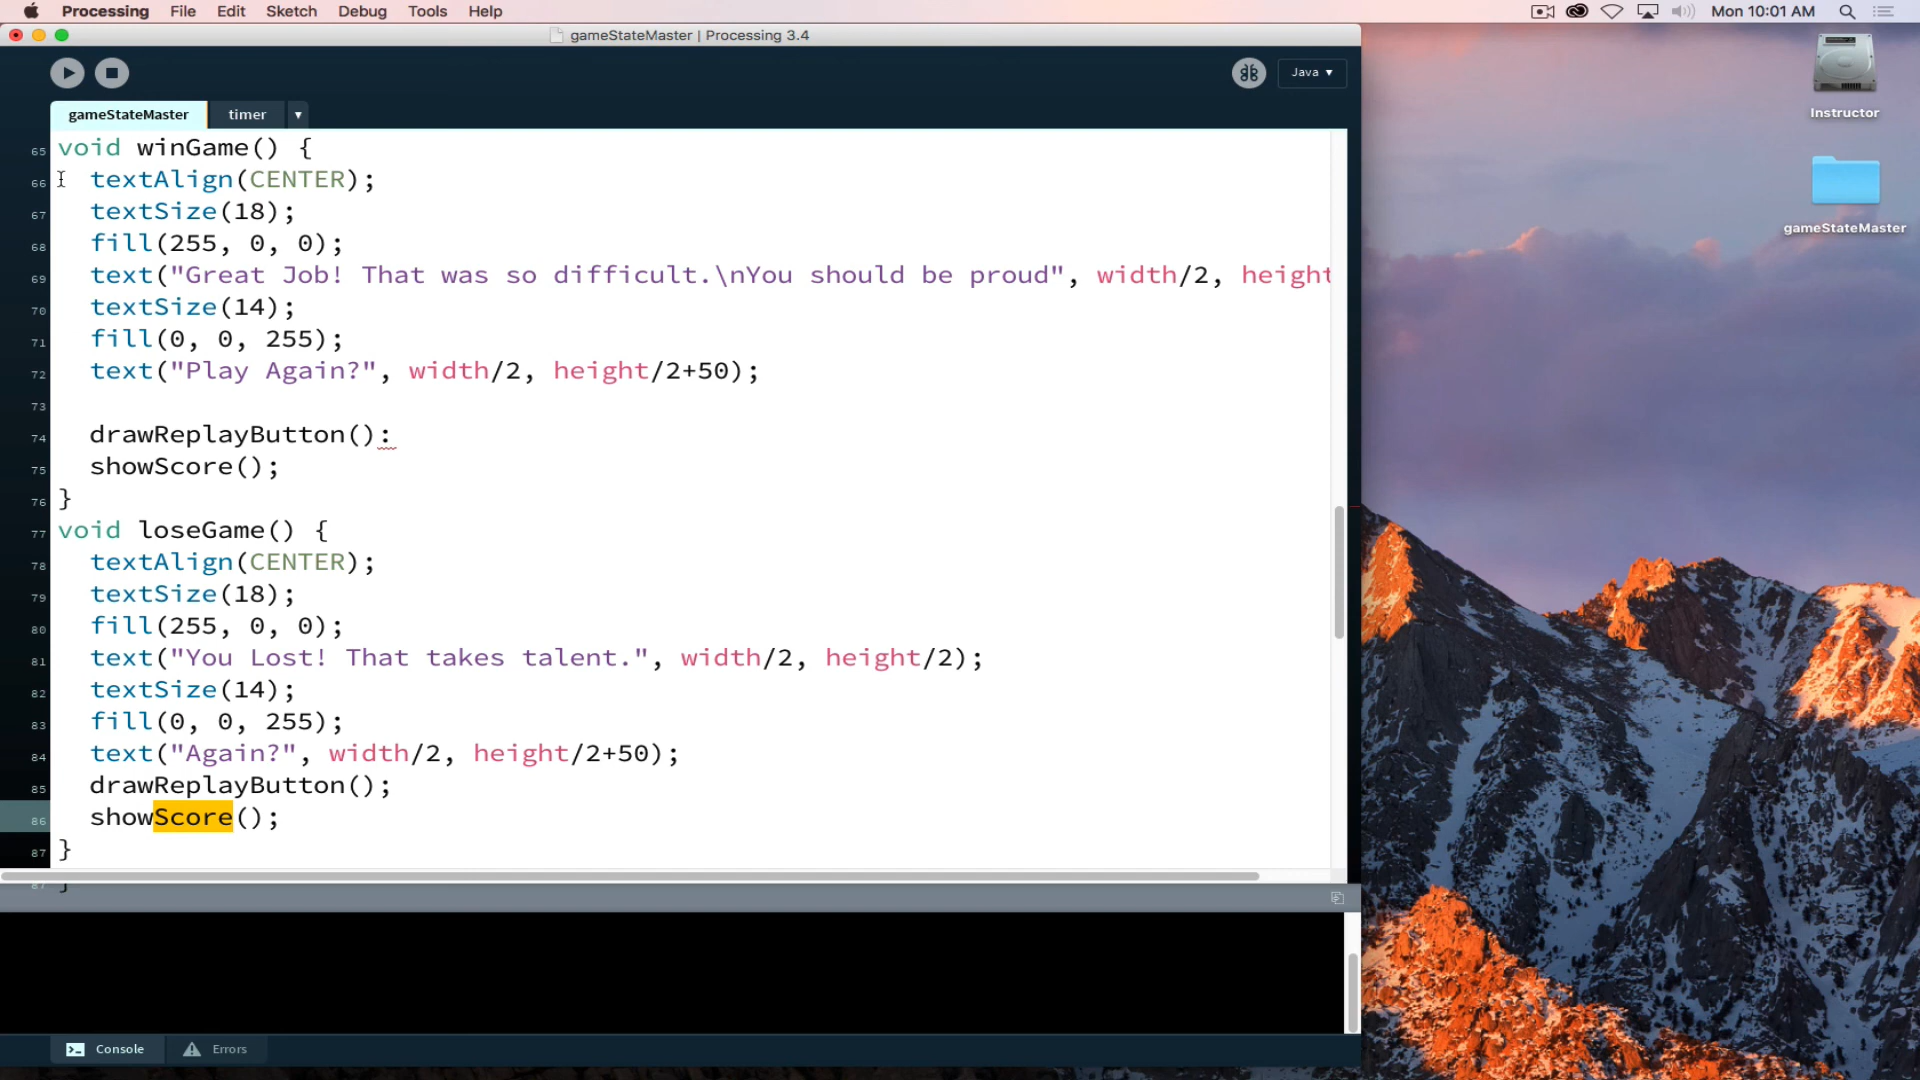 Processing File Edit Sketch Debug Tools Help Mon 10:01 AM
gameStateMaster | Processing 3.4
Java ▾
gameStateMaster timer ▾
65 void winGame() {
66 textAlign(CENTER);
67 textSize(18);
68 fill(255, 0, 0);
69 text("Great Job! That was so difficult.\nYou should be proud", width/2, height
70 textSize(14);
71 fill(0, 0, 255);
72 text("Play Again?", width/2, height/2+50);
73
74 drawReplayButton():
75 showScore();
76 }
77 void loseGame() {
78 textAlign(CENTER);
79 textSize(18);
80 fill(255, 0, 0);
81 text("You Lost! That takes talent.", width/2, height/2);
82 textSize(14);
83 fill(0, 0, 255);
84 text("Again?", width/2, height/2+50);
85 drawReplayButton();
86 showScore();
87 }
Console Errors
Instructor
gameStateMaster